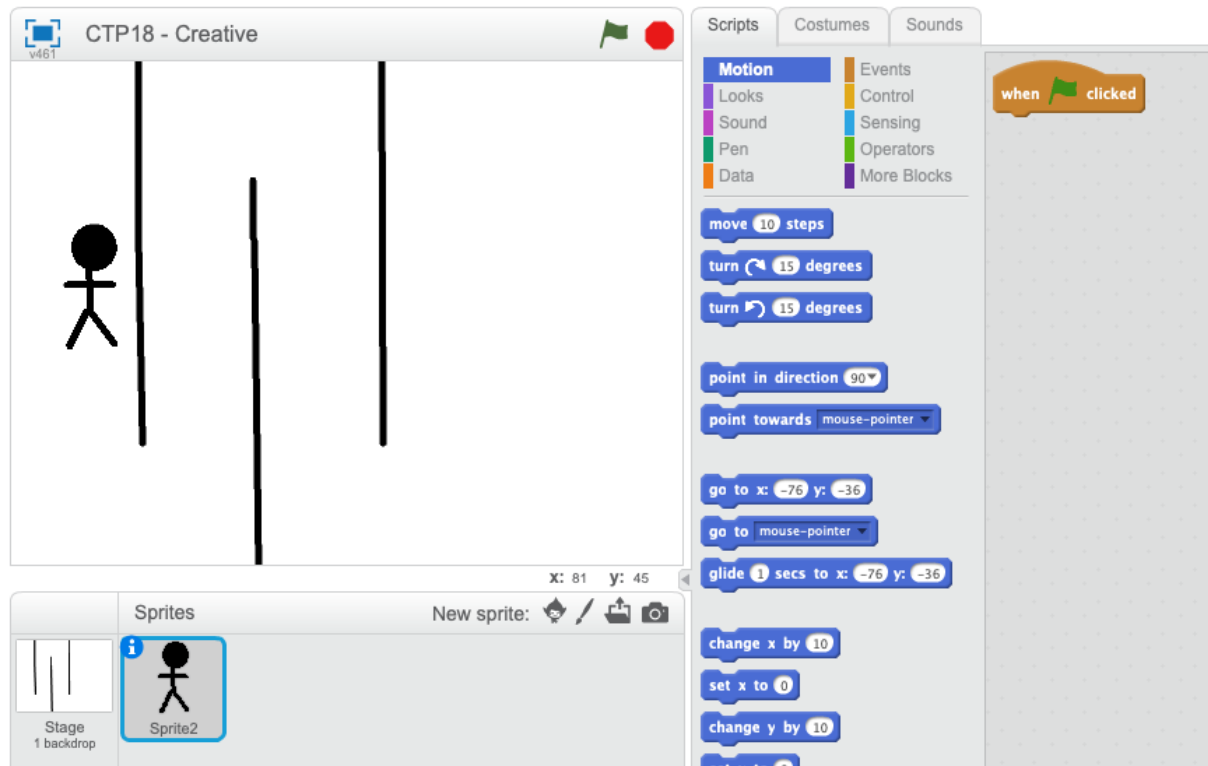 CTP18 - Creative
v461
x: 81 y: 45
Sprites
New sprite:
Stage
1 backdrop
Sprite2
Scripts
Costumes
Sounds
Motion
Looks
Sound
Pen
Data
Events
Control
Sensing
Operators
More Blocks
move 10 steps
turn 15 degrees
turn 15 degrees
point in direction 90
point towards mouse-pointer
go to x: -76 y: -36
go to mouse-pointer
glide 1 secs to x: -76 y: -36
change x by 10
set x to 0
change y by 10
when clicked